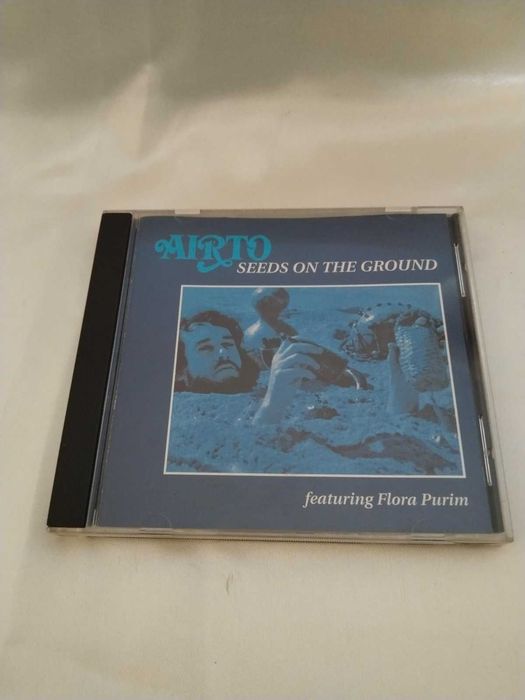 AIRTO
SEEDS ON THE GROUND
featuring Flora Purim